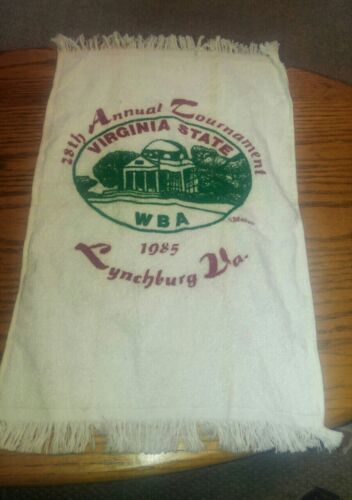 28th Annual Tournament
VIRGINIA STATE
WBA
1985
Lynchburg Va.